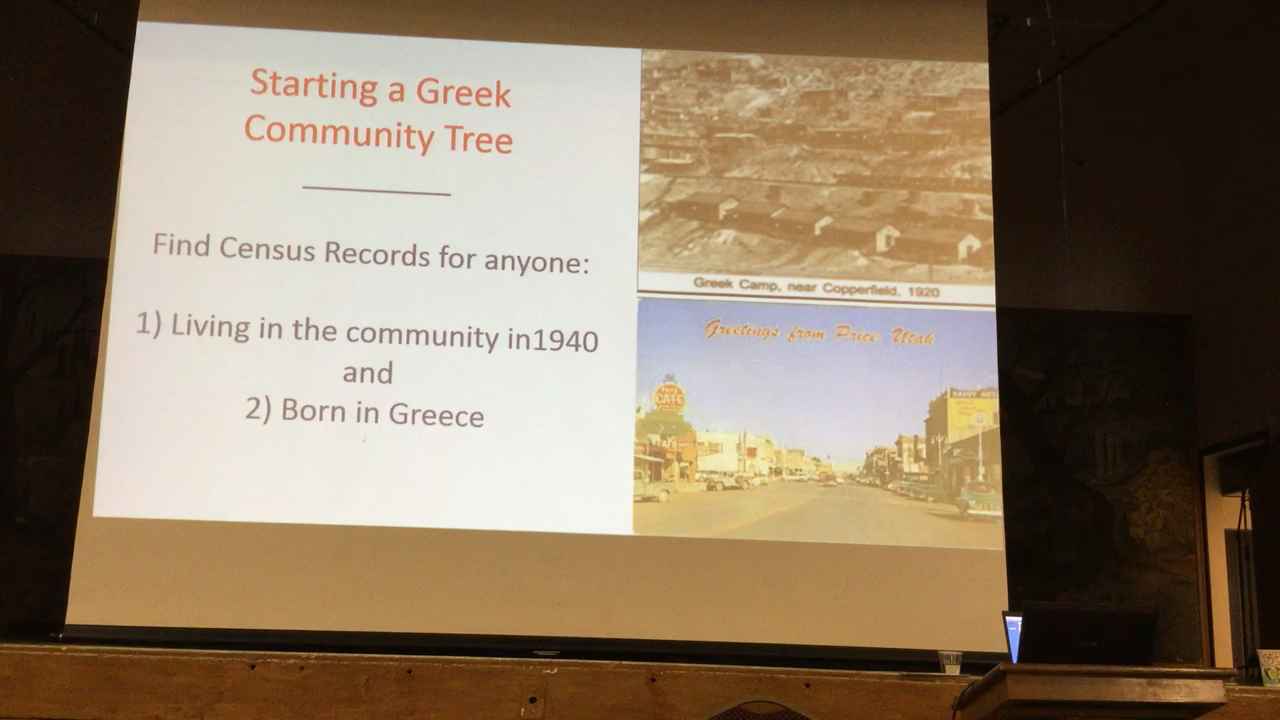 Starting a Greek
Community Tree
Find Census Records for anyone:
1) Living in the community in1940
and
2) Born in Greece
Greek Camp, near Copperfield, 1920
Greetings from Price, Utah
CAFE
SAVOY